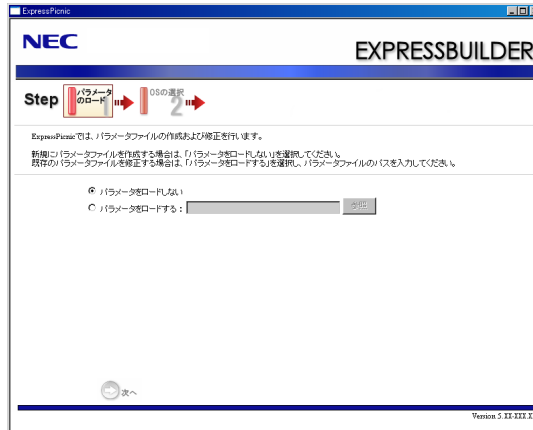 ExpressPicnic
NEC
EXPRESSBUILDER
Step
パラメータ
のロード
1
OSの選択
2
ExpressPicnicでは、パラメータファイルの作成および修正を行います。
新規にパラメータファイルを作成する場合は、「パラメータをロードしない」を選択してください。
既存のパラメータファイルを修正する場合は、「パラメータをロードする」を選択し、パラメータファイルのパスを入力してください。
パラメータをロードしない
パラメータをロードする：
参照
次へ
Version 5.XX-XXX.X